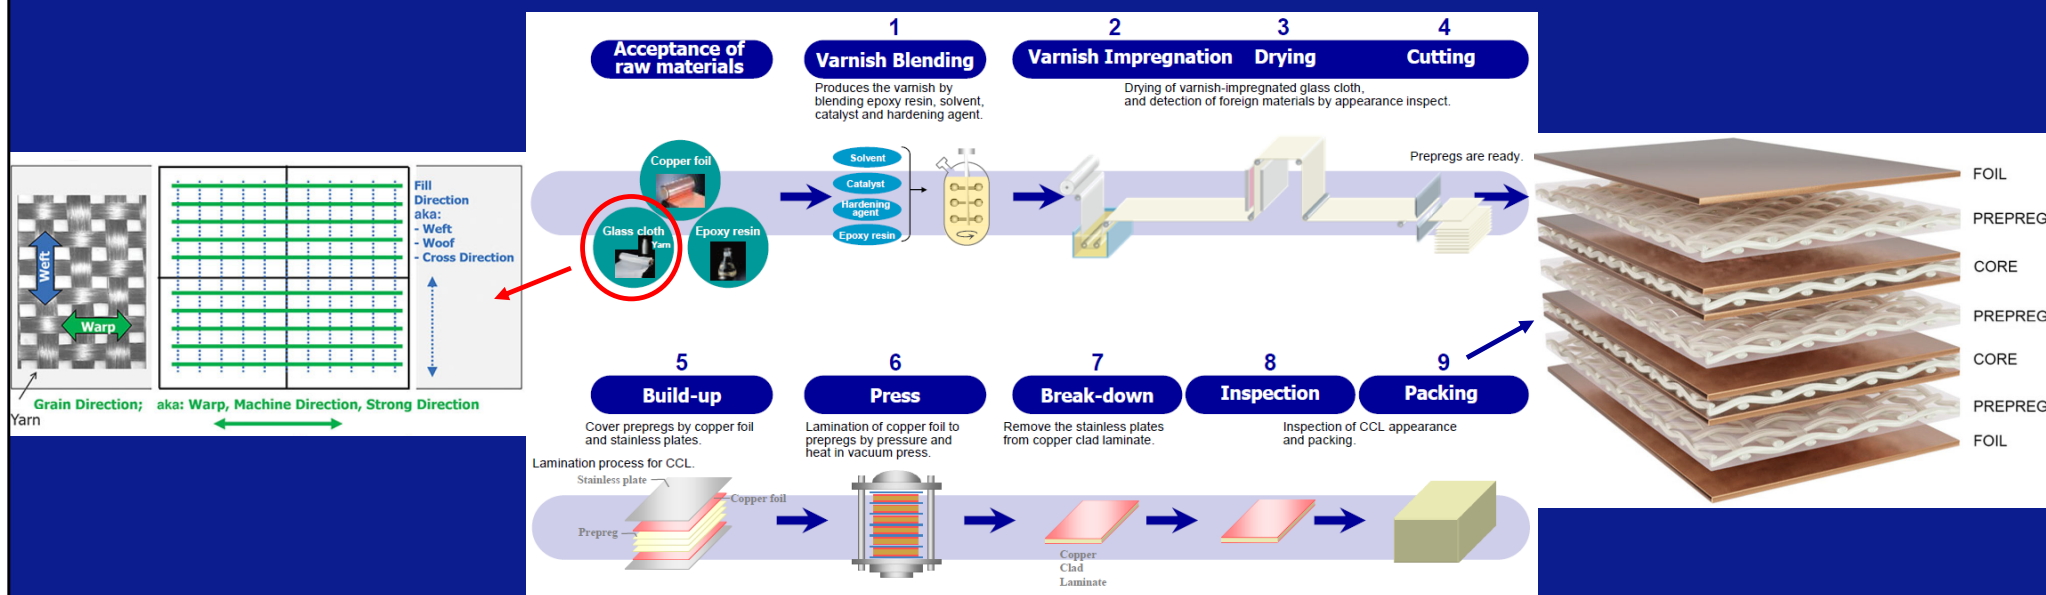 Weft
Warp
Yarn
Fill
Direction
aka:
- Weft
- Woof
- Cross Direction
Grain Direction; aka: Warp, Machine Direction, Strong Direction
Acceptance of
raw materials
Copper foil
Glass cloth
Yarn
Epoxy resin
1
Varnish Blending
Produces the varnish by
blending epoxy resin, solvent,
catalyst and hardening agent.
Solvent
Catalyst
Hardening
agent
Epoxy resin
2
Varnish Impregnation
3
Drying
4
Cutting
Drying of varnish-impregnated glass cloth,
and detection of foreign materials by appearance inspect.
Prepregs are ready.
5
Build-up
Cover prepregs by copper foil
and stainless plates.
Lamination process for CCL.
Stainless plate
Copper foil
Prepreg
6
Press
Lamination of copper foil to
prepregs by pressure and
heat in vacuum press.
7
Break-down
Remove the stainless plates
from copper clad laminate.
Copper
Clad
Laminate
8
Inspection
9
Packing
Inspection of CCL appearance
and packing.
FOIL
PREPREG
CORE
PREPREG
CORE
PREPREG
FOIL